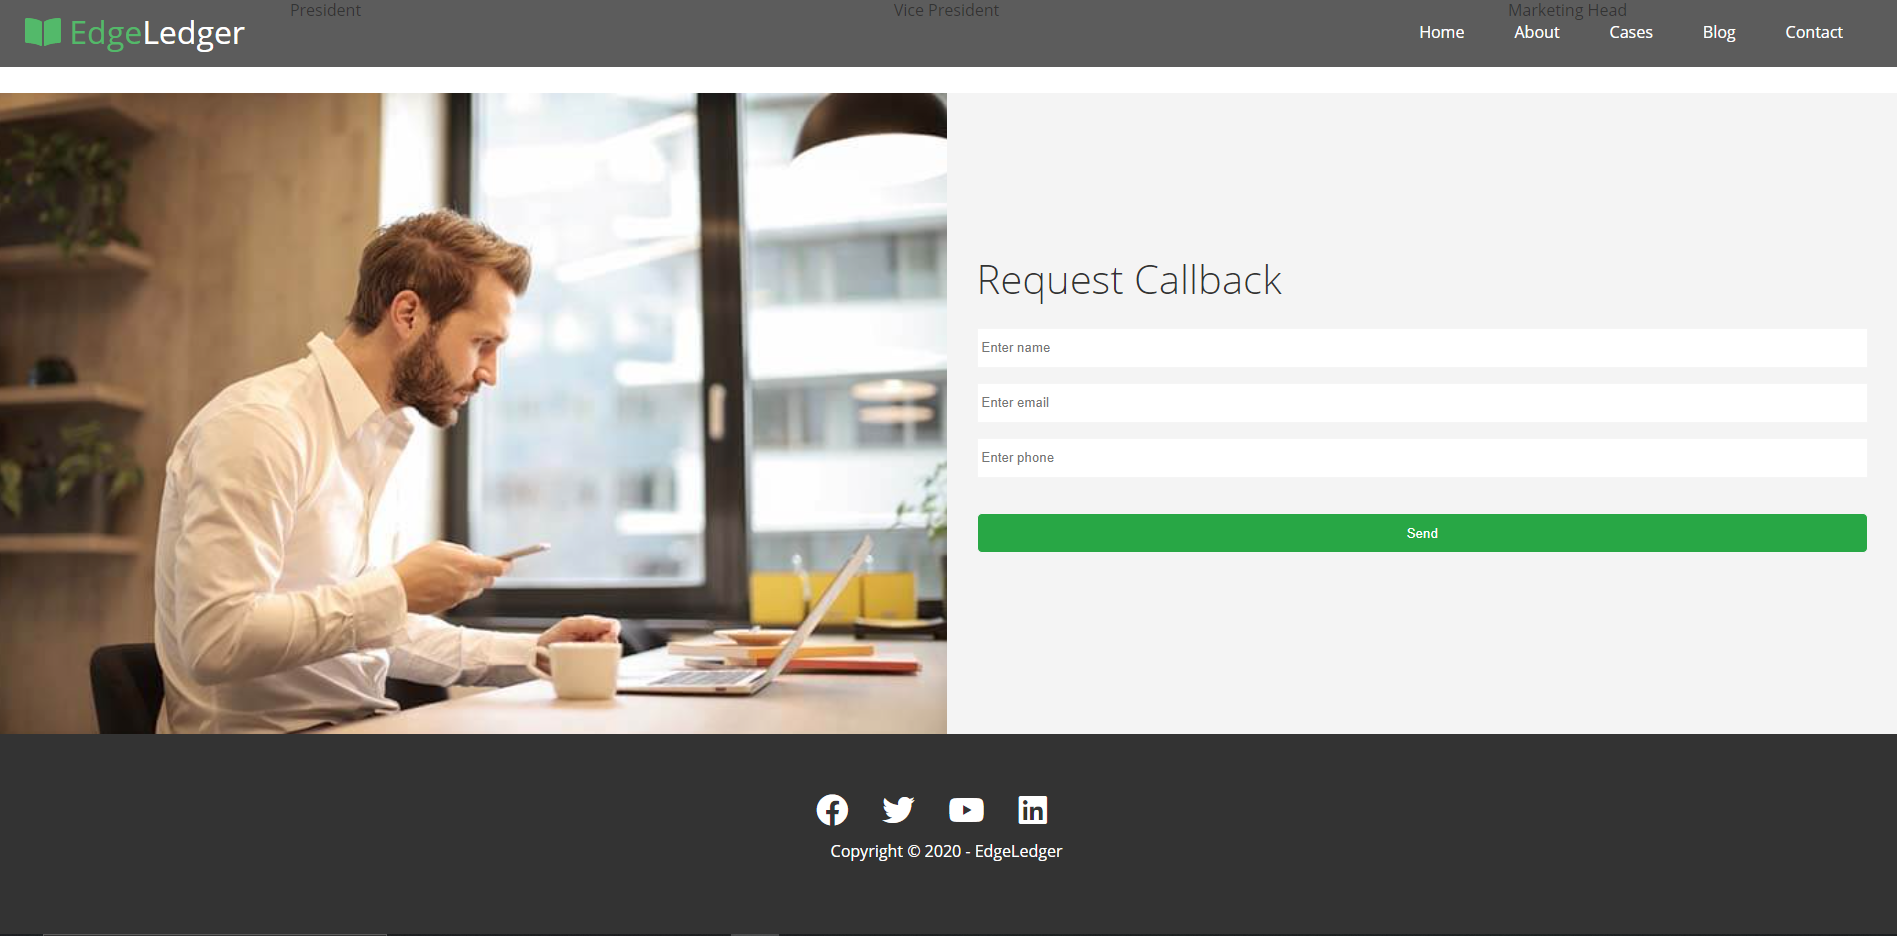 President Vice President Marketing Head
EdgeLedger Home About Cases Blog Contact
Request Callback
Enter name
Enter email
Enter phone
Send
Copyright © 2020 - EdgeLedger